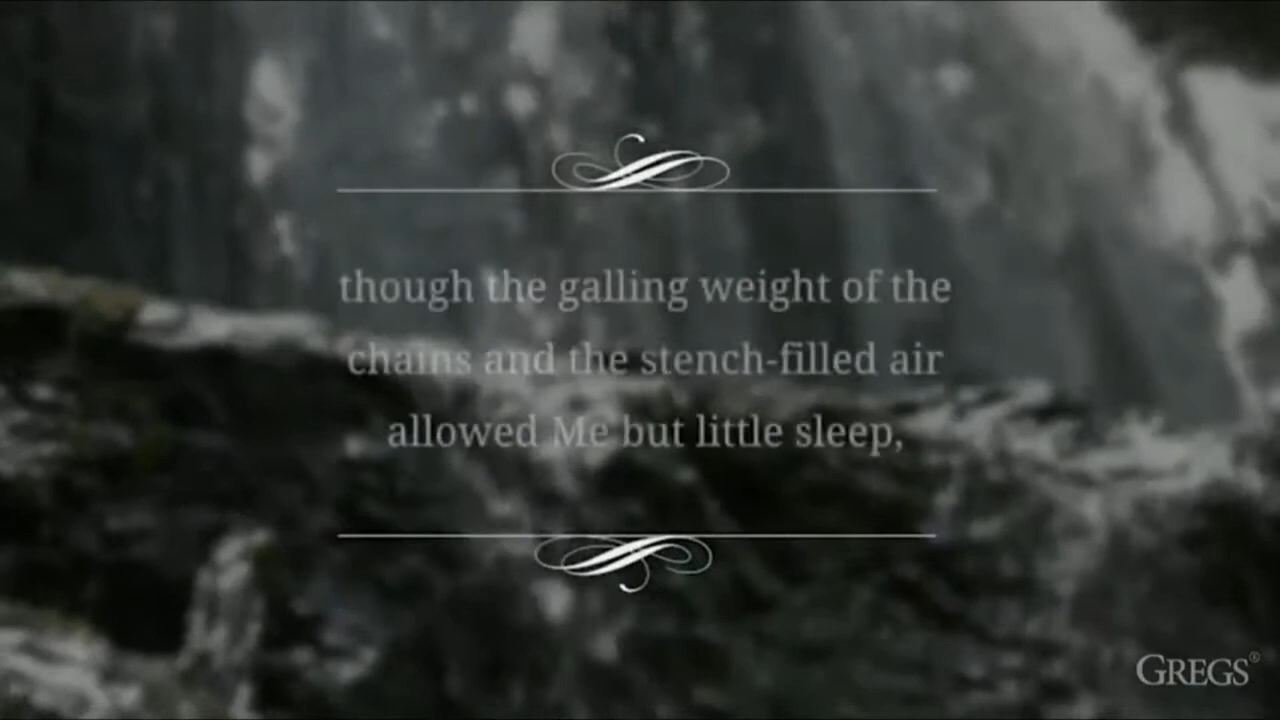 though the galling weight of the
chains and the stench-filled air
allowed Me but little sleep,
GREGS®